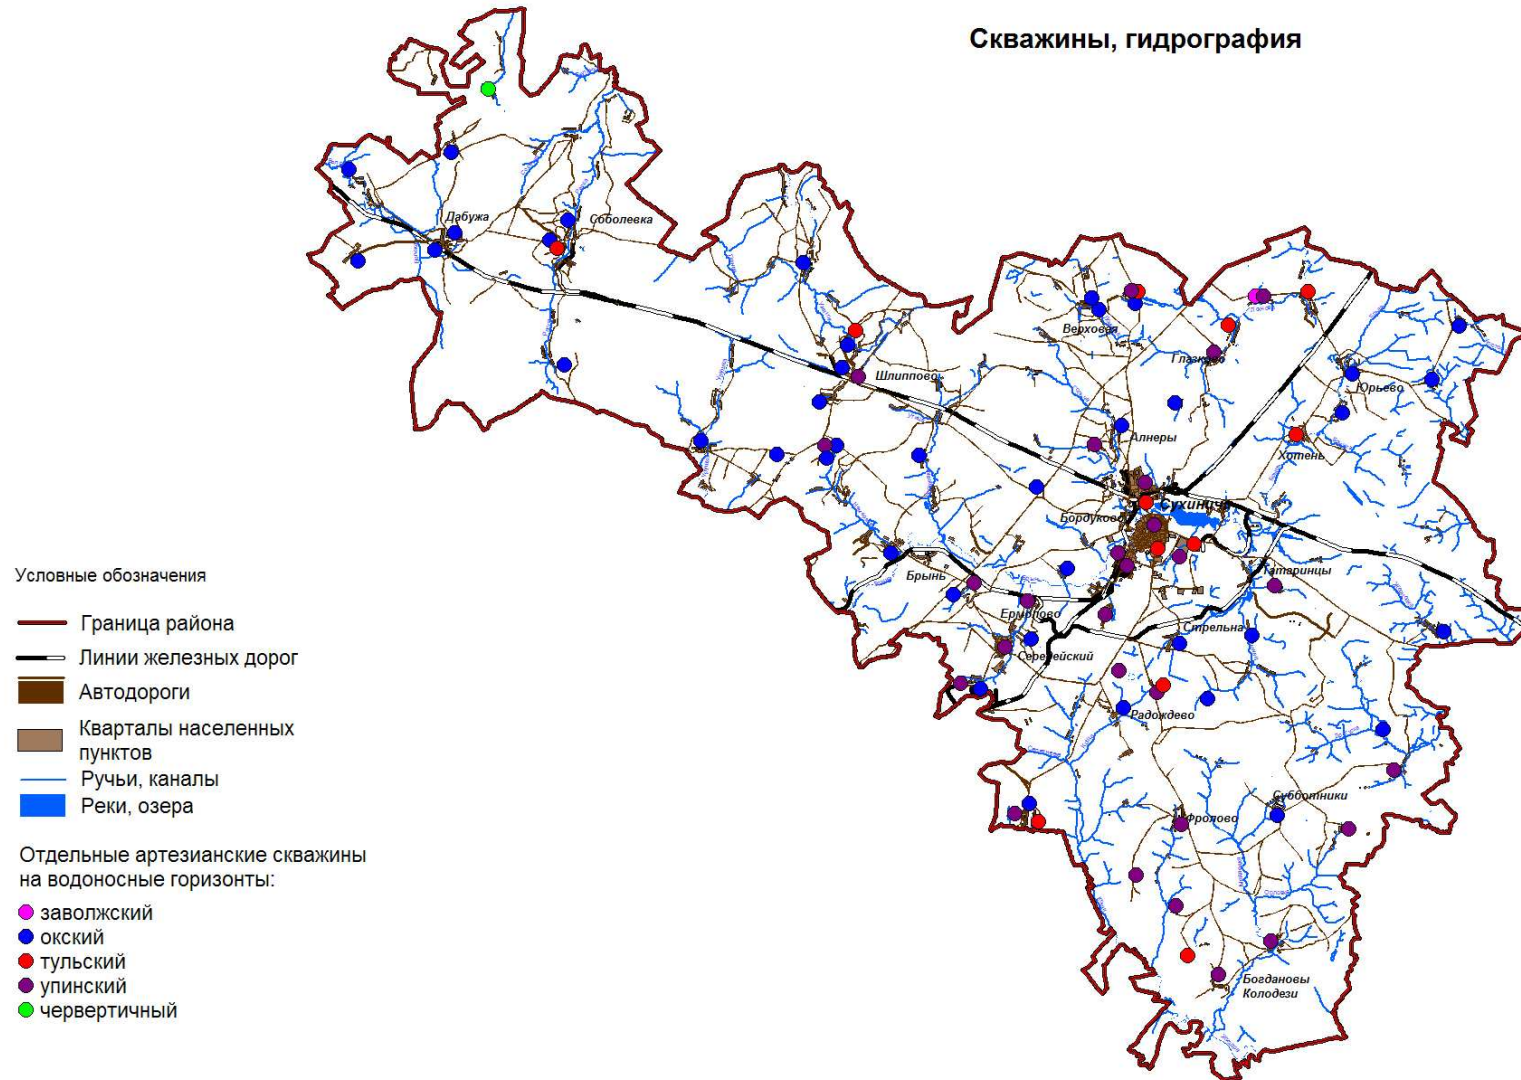 Скважины, гидрография
Дабужа
Соболевка
Верховая
Глазково
Шлиппово
Юрьево
Алнеры
Хотень
Сухиничи
Бордуково
Брынь
Татаринцы
Ермолово
Стрельна
Середейский
Радождево
Субботники
Фролово
Богдановы
Колодези
Условные обозначения
Граница района
Линии железных дорог
Автодороги
Кварталы населенных
пунктов
Ручьи, каналы
Реки, озера
Отдельные артезианские скважины
на водоносные горизонты:
заволжский
окский
тульский
упинский
червертичный